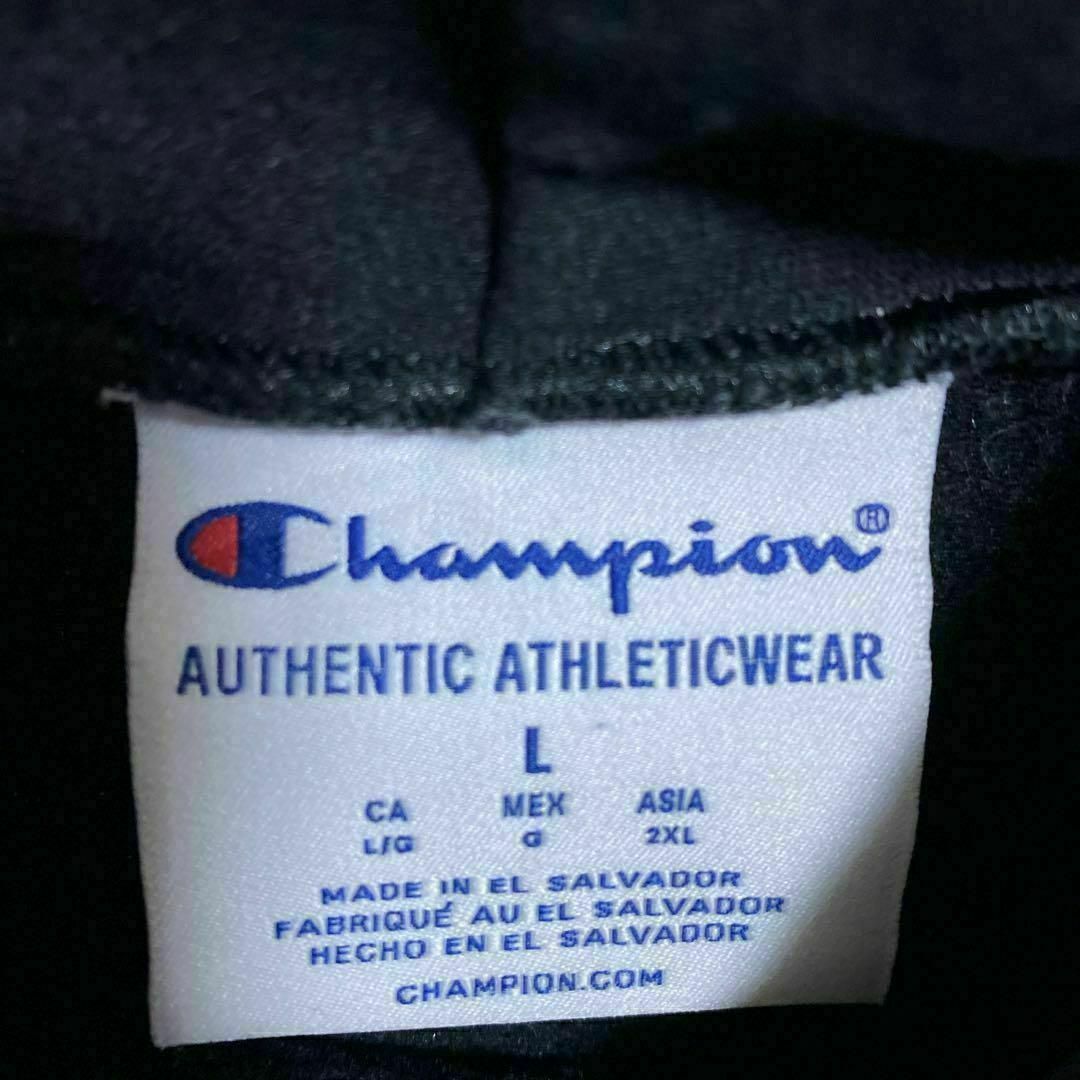 Champion®
AUTHENTIC ATHLETICWEAR
L
CA MEX ASIA
L/G G 2XL
MADE IN EL SALVADOR
FABRIQUÉ AU EL SALVADOR
HECHO EN EL SALVADOR
CHAMPION.COM